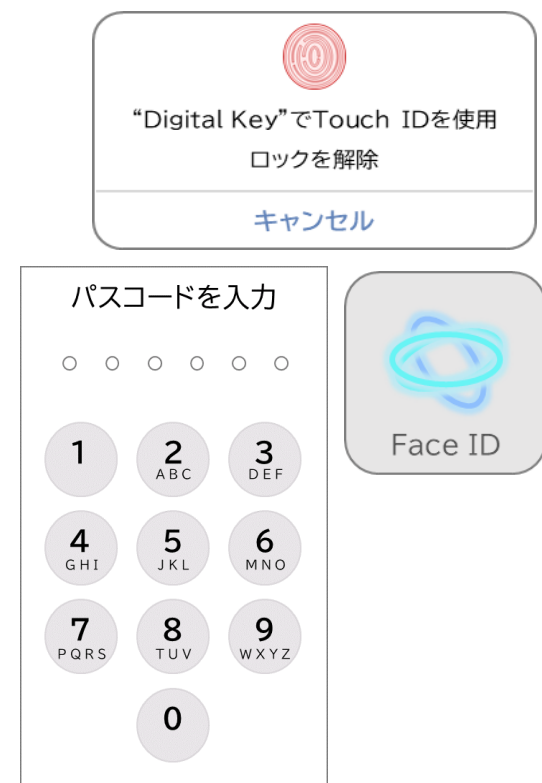 “Digital Key”でTouch IDを使用
ロックを解除
キャンセル
パスコードを入力
1
2
ABC
3
DEF
4
GHI
5
JKL
6
MNO
7
PQRS
8
TUV
9
WXYZ
0
Face ID